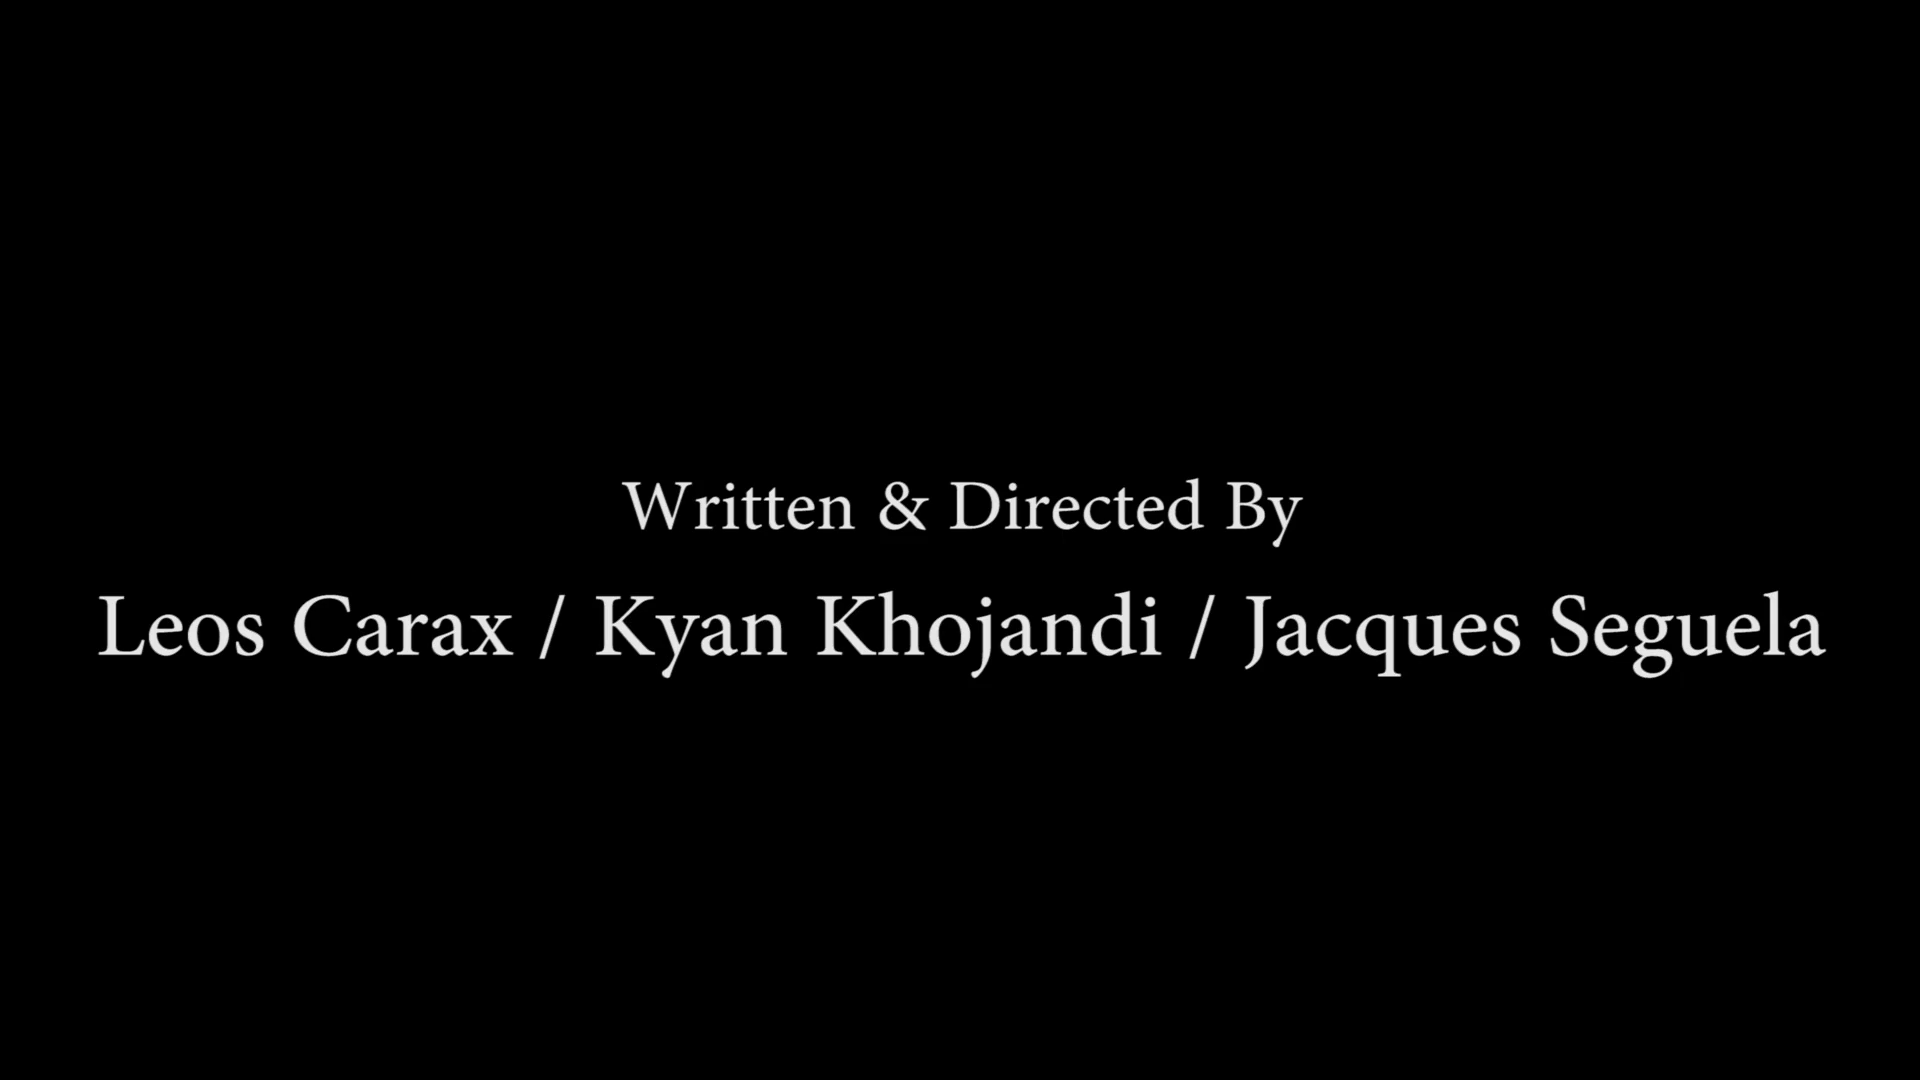 Written & Directed By
Leos Carax / Kyan Khojandi / Jacques Seguela